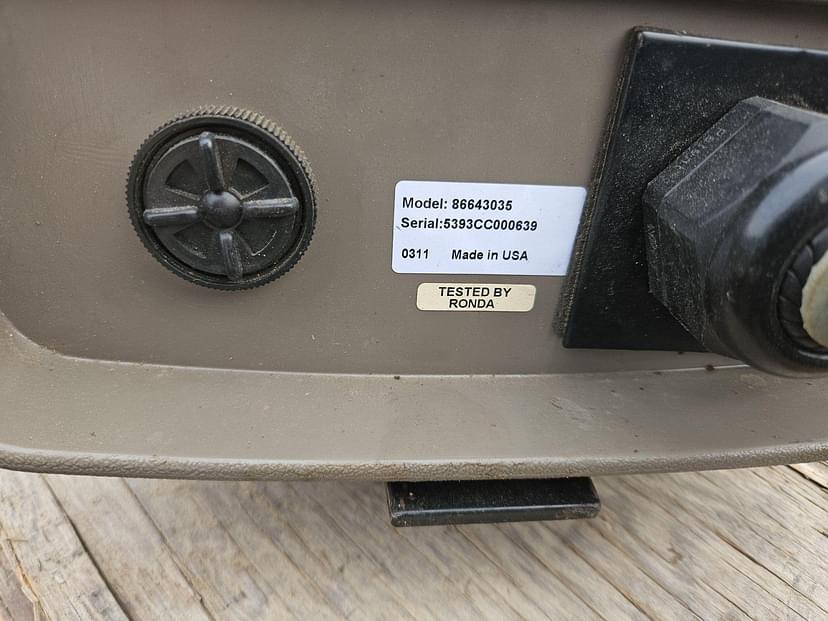 Model: 86643035
Serial:5393CC000639
0311 Made in USA
TESTED BY
RONDA